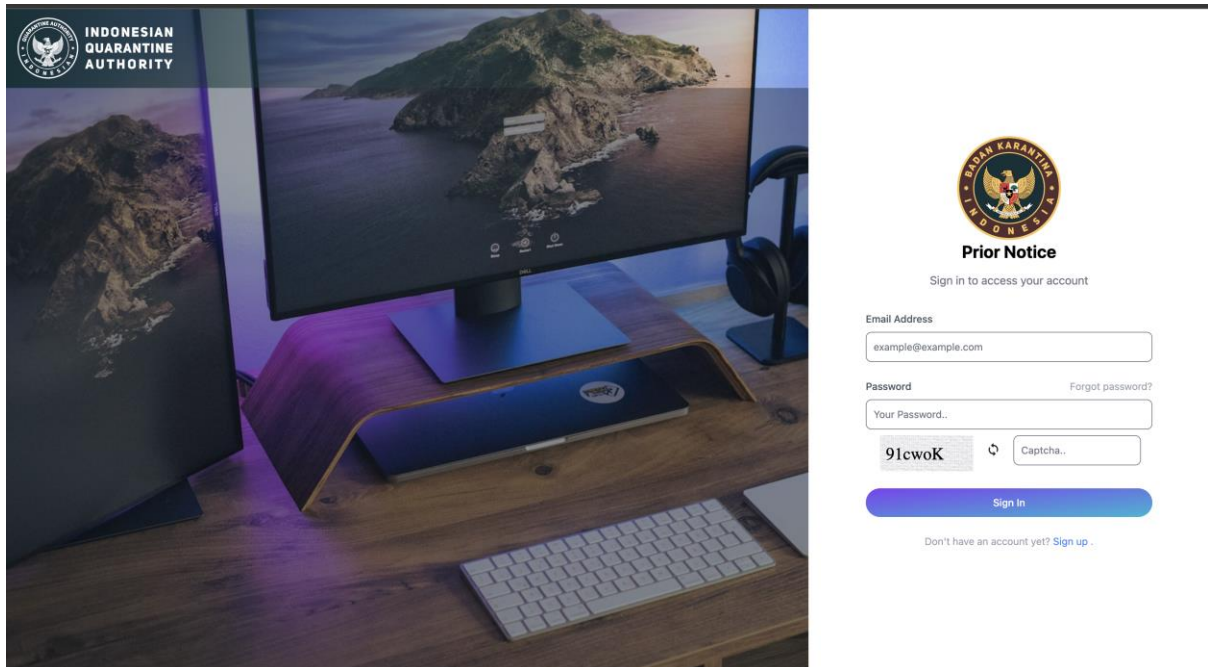 INDONESIAN
QUARANTINE
AUTHORITY
DELL
BADAN KARANTINA
INDONESIA
Prior Notice
Sign in to access your account
Email Address
example@example.com
Password Forgot password?
Your Password..
91cwoK Captcha..
Sign In
Don't have an account yet? Sign up .